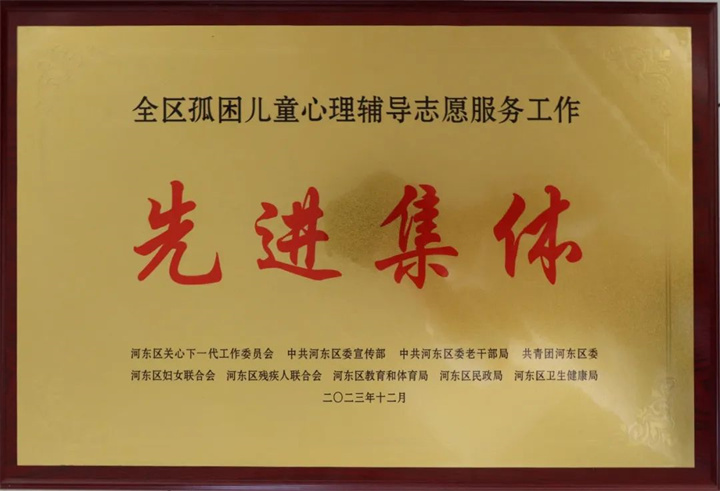 全区孤困儿童心理辅导志愿服务工作
先进集体
河东区关心下一代工作委员会 中共河东区委宣传部 中共河东区委老干部局 共青团河东区委
河东区妇女联合会 河东区残疾人联合会 河东区教育和体育局 河东区民政局 河东区卫生健康局
二〇二三年十二月